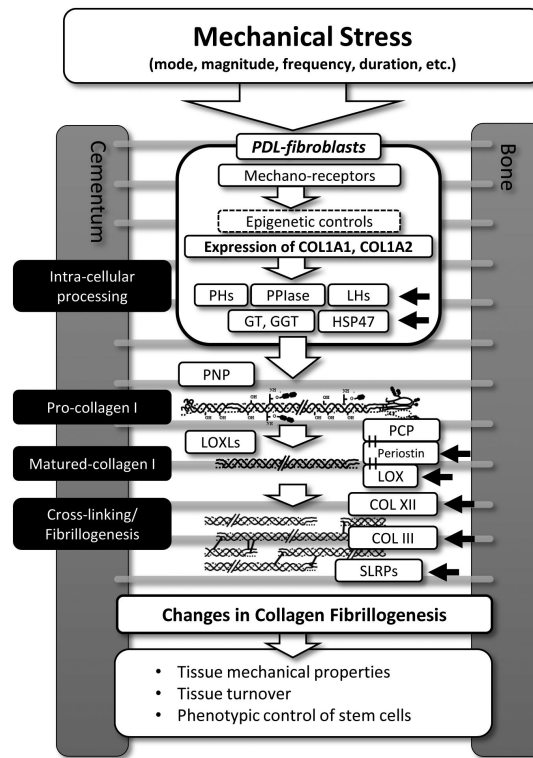 Mechanical Stress
(mode, magnitude, frequency, duration, etc.)
Cementum
Bone
PDL-fibroblasts
Mechano-receptors
Epigenetic controls
Expression of COL1A1, COL1A2
Intra-cellular
processing
PHs
PPIase
LHs
GT, GGT
HSP47
PNP
Pro-collagen I
PCP
LOXLs
Periostin
Matured-collagen I
LOX
COL XII
Cross-linking/
Fibrillogenesis
COL III
SLRPs
Changes in Collagen Fibrillogenesis
• Tissue mechanical properties
• Tissue turnover
• Phenotypic control of stem cells